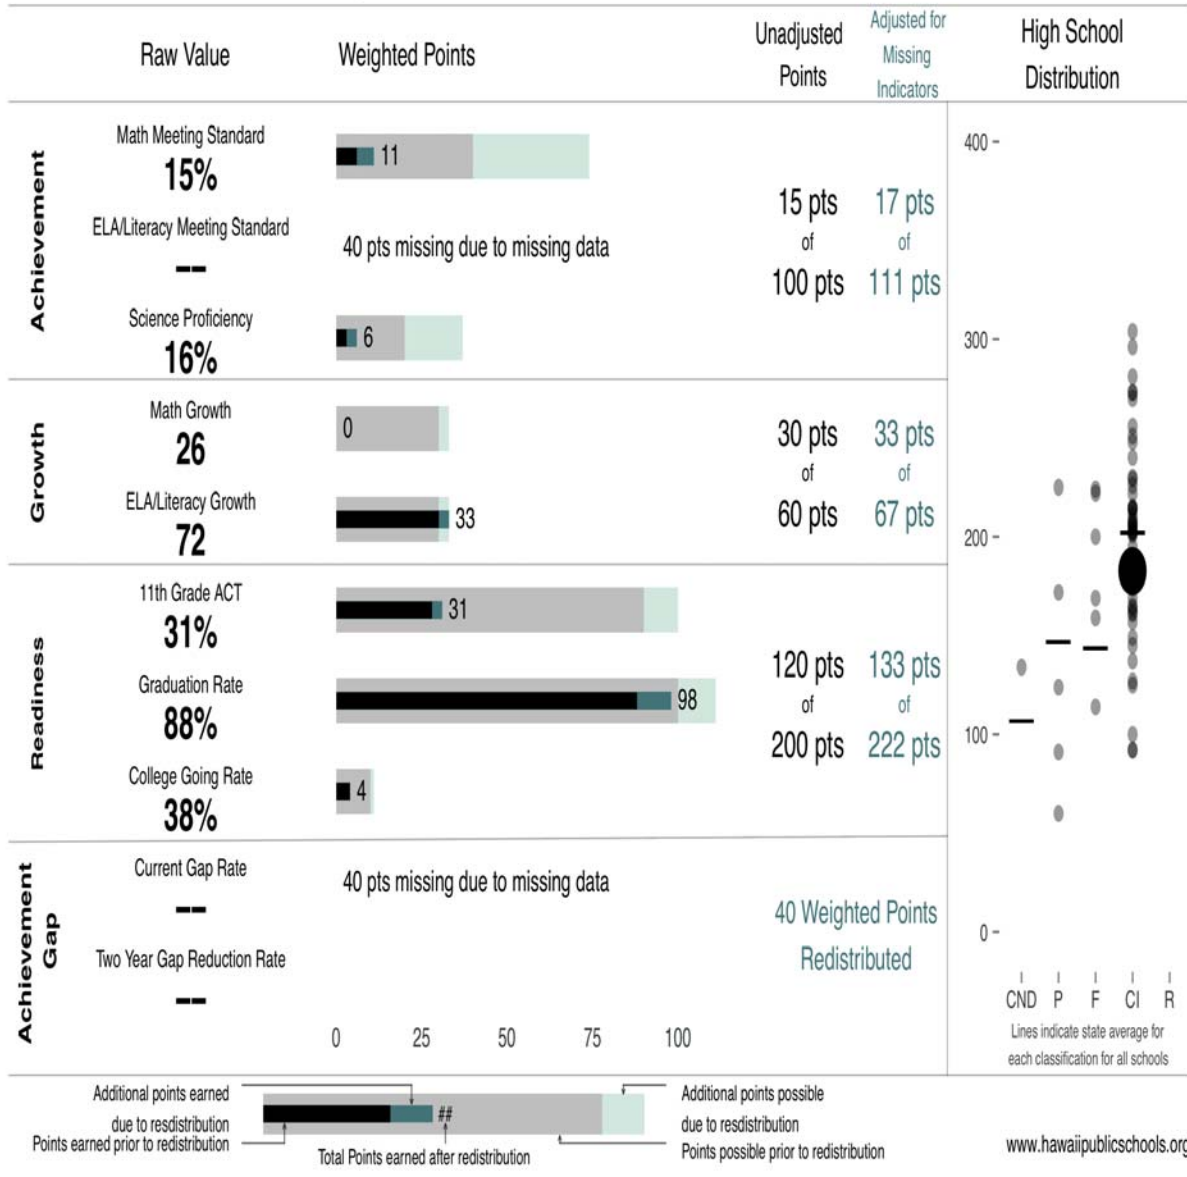 Raw Value
Weighted Points
Unadjusted
Points
Adjusted for
Missing
Indicators
High School
Distribution
Achievement
Math Meeting Standard
15%
11
ELA/Literacy Meeting Standard
--
40 pts missing due to missing data
Science Proficiency
16%
6
15 pts
of
100 pts
17 pts
of
111 pts
Growth
Math Growth
26
0
ELA/Literacy Growth
72
33
30 pts
of
60 pts
33 pts
of
67 pts
Readiness
11th Grade ACT
31%
31
Graduation Rate
88%
98
College Going Rate
38%
4
120 pts
of
200 pts
133 pts
of
222 pts
Achievement
Gap
Current Gap Rate
--
40 pts missing due to missing data
Two Year Gap Reduction Rate
--
40 Weighted Points
Redistributed
0 25 50 75 100
400
300
200
100
0
CND P F CI R
Lines indicate state average for
each classification for all schools
Additional points earned
due to resdistribution
Points earned prior to redistribution
##
Total Points earned after redistribution
Additional points possible
due to resdistribution
Points possible prior to redistribution
www.hawaiipublicschools.org